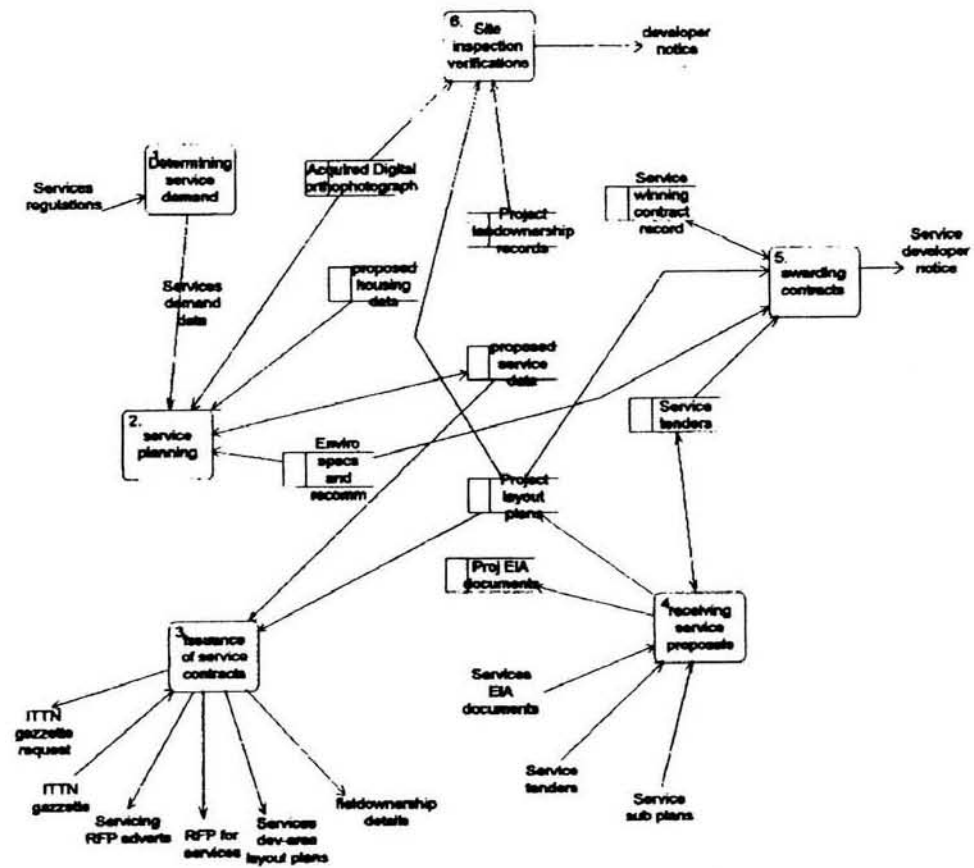 6.
Site
inspection
verifications
developer
notice
1
Determining
service
demand
Services
regulations
Acquired Digital
orthophotograph
Project
landownership
records
Service
winning
contract
record
5.
awarding
contracts
Service
developer
notice
Services
demand
data
proposed
housing
data
proposed
service
data
2.
service
planning
Enviro
specs
and
recomm
Service
tenders
Project
layout
plans
Proj EIA
documents
4
receiving
service
proposals
3.
Issuance
of service
contracts
Services
EIA
documents
ITTN
gazzette
request
ITTN
gazzette
Servicing
RFP adverts
RFP for
services
Services
dev-area
layout plans
fieldownership
details
Service
tenders
Service
sub plans